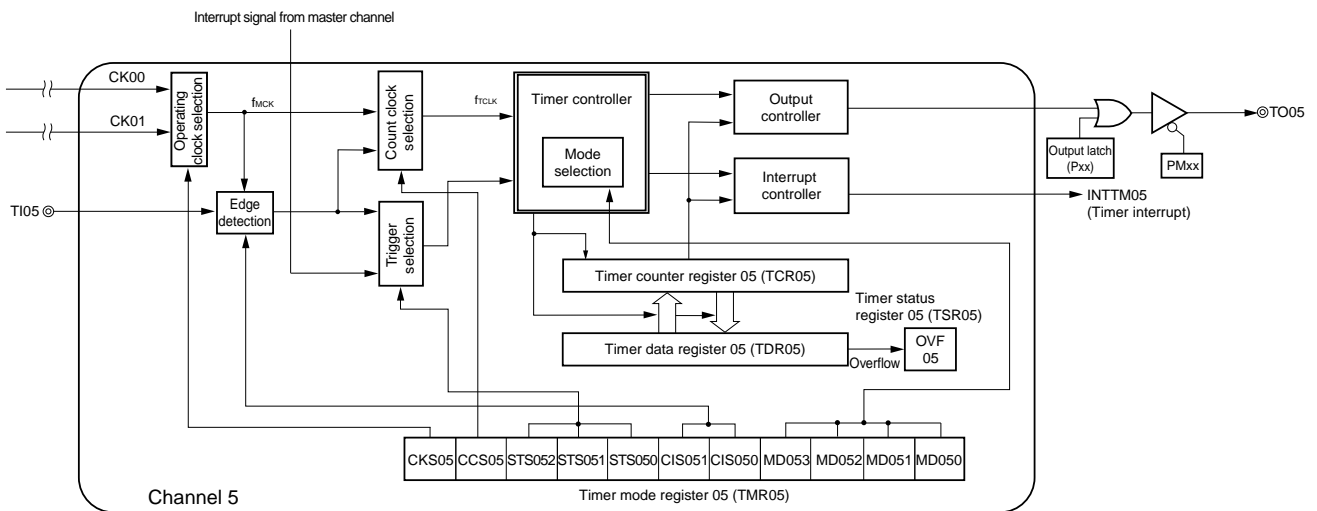 Interrupt signal from master channel
CK00
CK01
Operating
clock selection
fMCK
Count clock
selection
fTCLK
Timer controller
Mode
selection
Output
controller
TO05
Output latch
(Pxx)
PMxx
Interrupt
controller
INTTM05
(Timer interrupt)
TI05
Edge
detection
Trigger
selection
Timer counter register 05 (TCR05)
Timer status
register 05 (TSR05)
Timer data register 05 (TDR05)
Overflow
OVF
05
CKS05 CCS05 STS052 STS051 STS050 CIS051 CIS050 MD053 MD052 MD051 MD050
Channel 5
Timer mode register 05 (TMR05)